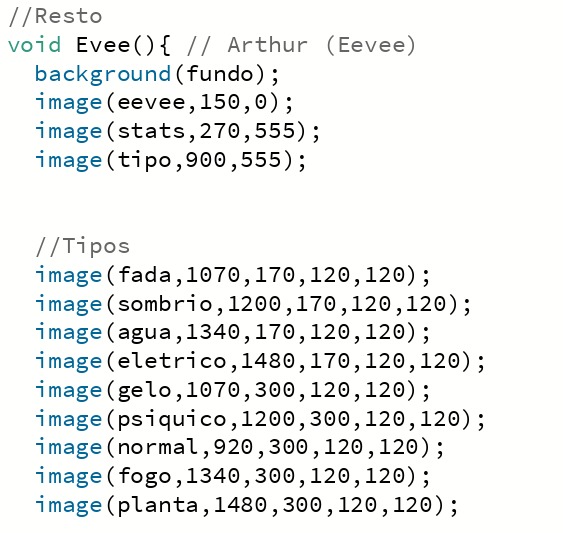 //Resto
void Evee(){ // Arthur (Eevee)
background(fundo);
image(eevee,150,0);
image(stats,270,555);
image(tipo,900,555);
//Tipos
image(fada,1070,170,120,120);
image(sombrio,1200,170,120,120);
image(agua,1340,170,120,120);
image(eletrico,1480,170,120,120);
image(gelo,1070,300,120,120);
image(psiquico,1200,300,120,120);
image(normal,920,300,120,120);
image(fogo,1340,300,120,120);
image(planta,1480,300,120,120);